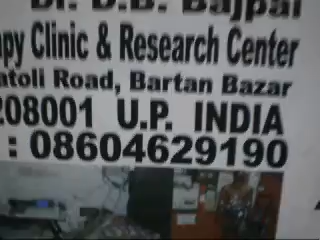 Dr. D.B. Bajpai
apy Clinic & Research Center
atoli Road, Bartan Bazar
208001 U.P. INDIA
: 08604629190